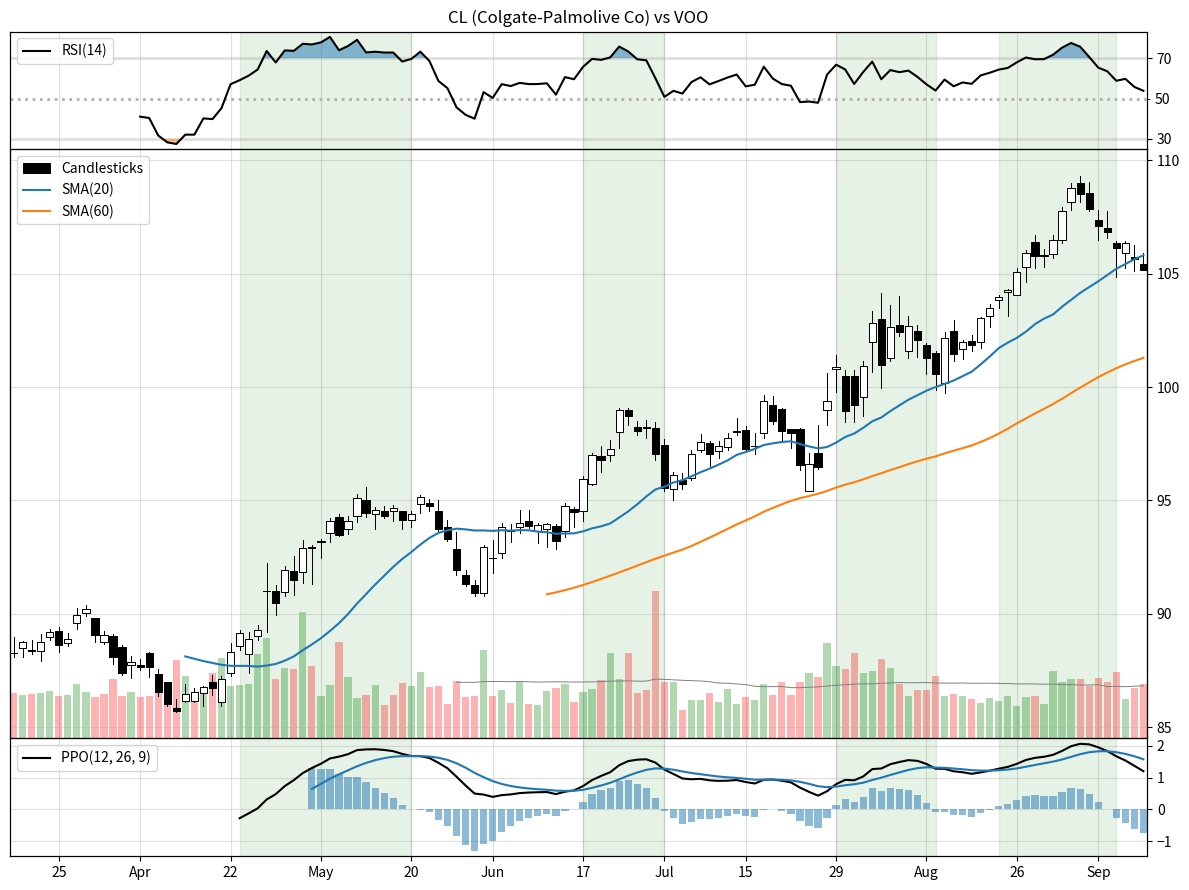 CL (Colgate-Palmolive Co) vs VOO
RSI(14)
70
50
30
Candlesticks
SMA(20)
SMA(60)
110
105
100
95
90
85
PPO(12, 26, 9)
2
1
0
−1
25 Apr 22 May 20 Jun 17 Jul 15 29 Aug 26 Sep